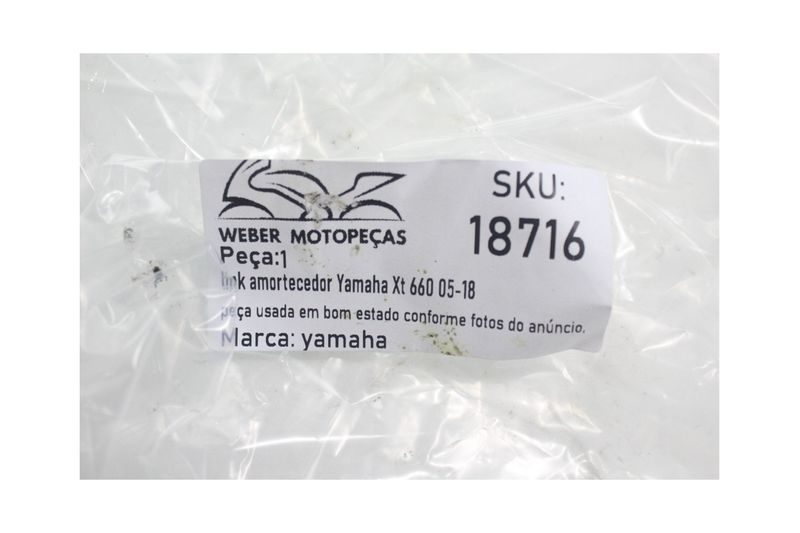 WEBER MOTOPEÇAS
SKU:
18716
Peça:1
link amortecedor Yamaha Xt 660 05-18
peça usada em bom estado conforme fotos do anúncio.
Marca: yamaha